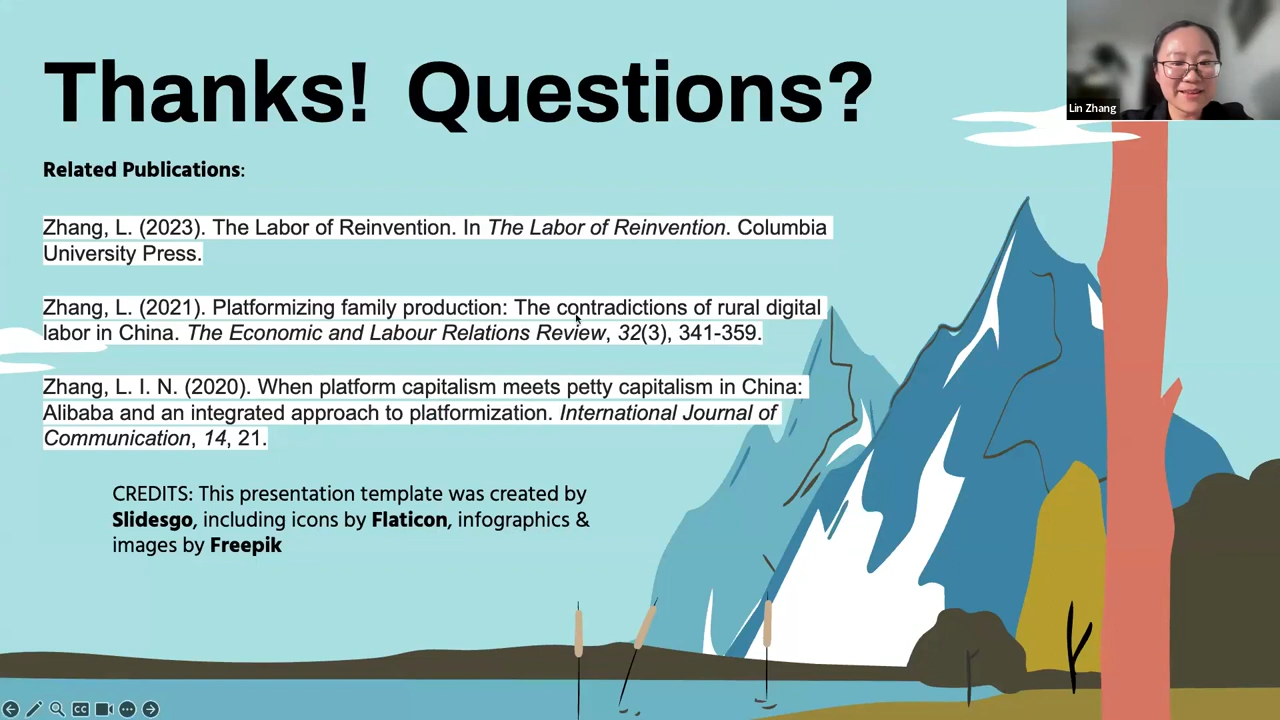 Thanks! Questions?
Lin Zhang
Related Publications:
Zhang, L. (2023). The Labor of Reinvention. In The Labor of Reinvention. Columbia
University Press.
Zhang, L. (2021). Platformizing family production: The contradictions of rural digital
labor in China. The Economic and Labour Relations Review, 32(3), 341-359.
Zhang, L. I. N. (2020). When platform capitalism meets petty capitalism in China:
Alibaba and an integrated approach to platformization. International Journal of
Communication, 14, 21.
CREDITS: This presentation template was created by
Slidesgo, including icons by Flaticon, infographics &
images by Freepik
CC